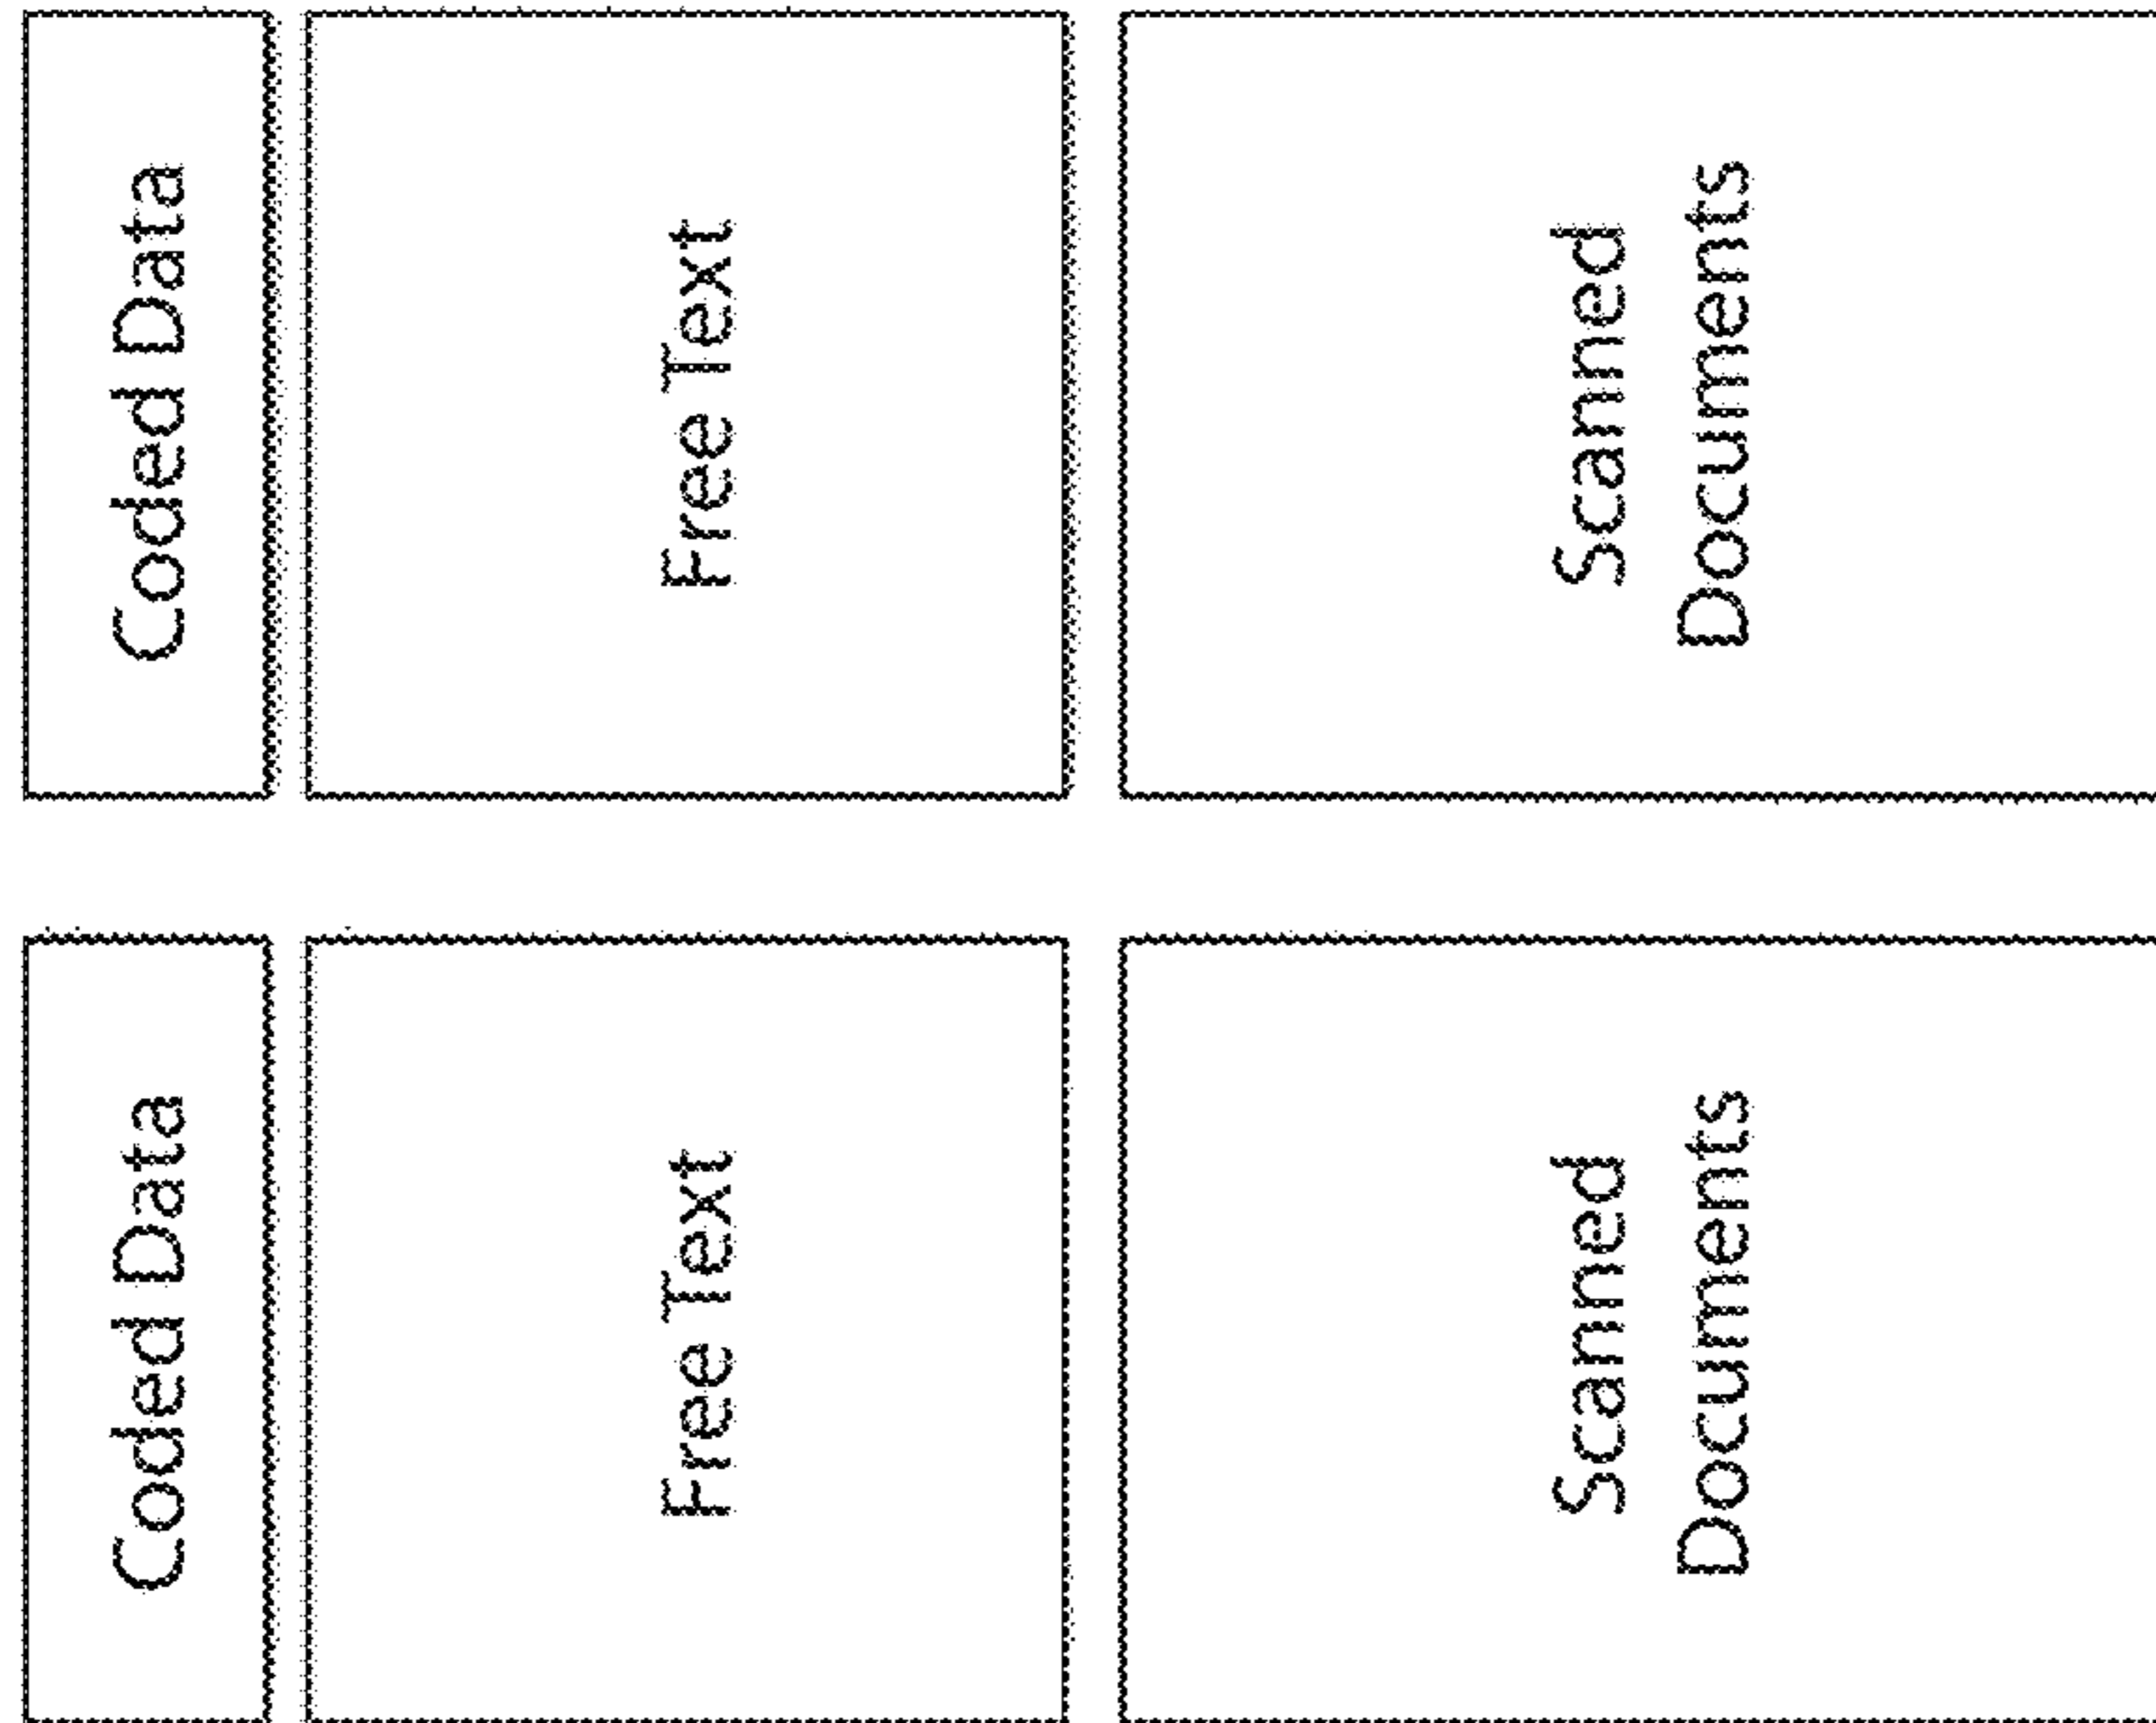 Coded Data
Free Text
Scanned
Documents
Coded Data
Free Text
Scanned
Documents